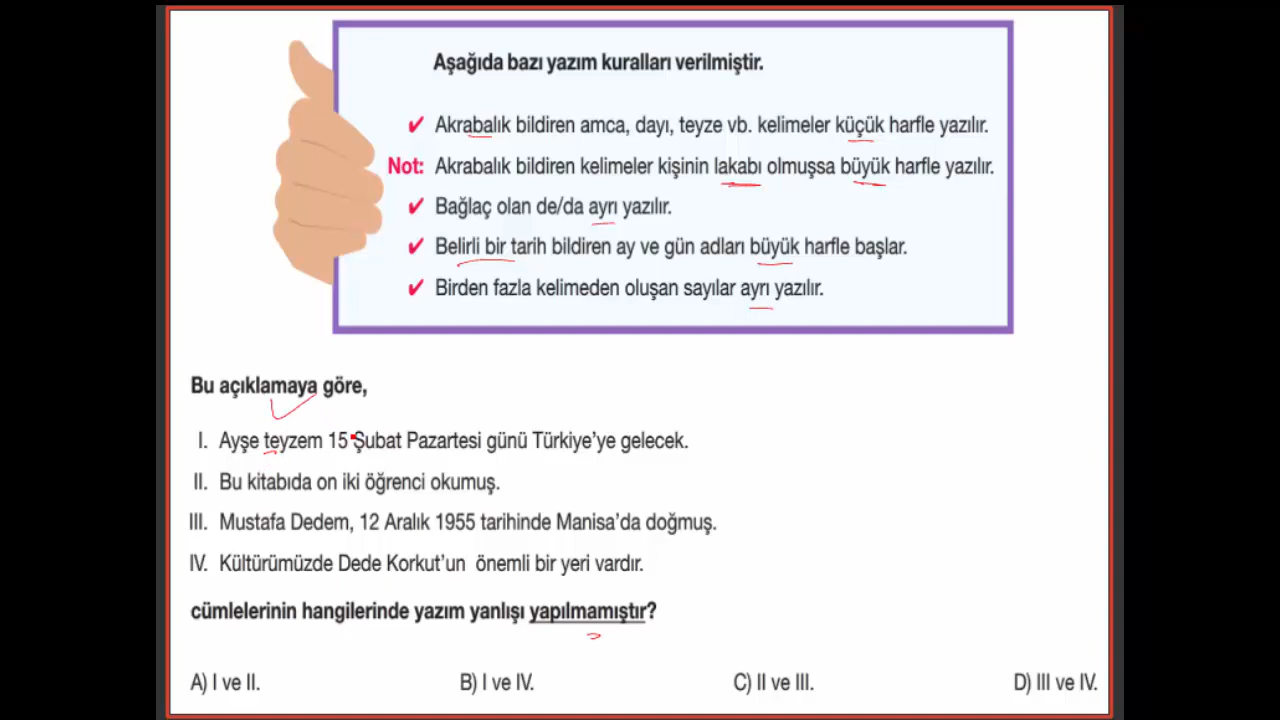 Aşağıda bazı yazım kuralları verilmiştir.
✔ Akrabalık bildiren amca, dayı, teyze vb. kelimeler küçük harfle yazılır.
Not: Akrabalık bildiren kelimeler kişinin lakabı olmuşsa büyük harfle yazılır.
✔ Bağlaç olan de/da ayrı yazılır.
✔ Belirli bir tarih bildiren ay ve gün adları büyük harfle başlar.
✔ Birden fazla kelimeden oluşan sayılar ayrı yazılır.
Bu açıklamaya göre,
I. Ayşe teyzem 15 Şubat Pazartesi günü Türkiye’ye gelecek.
II. Bu kitabıda on iki öğrenci okumuş.
III. Mustafa Dedem, 12 Aralık 1955 tarihinde Manisa’da doğmuş.
IV. Kültürümüzde Dede Korkut’un önemli bir yeri vardır.
cümlelerinin hangilerinde yazım yanlışı yapılmamıştır?
A) I ve II. B) I ve IV. C) II ve III. D) III ve IV.